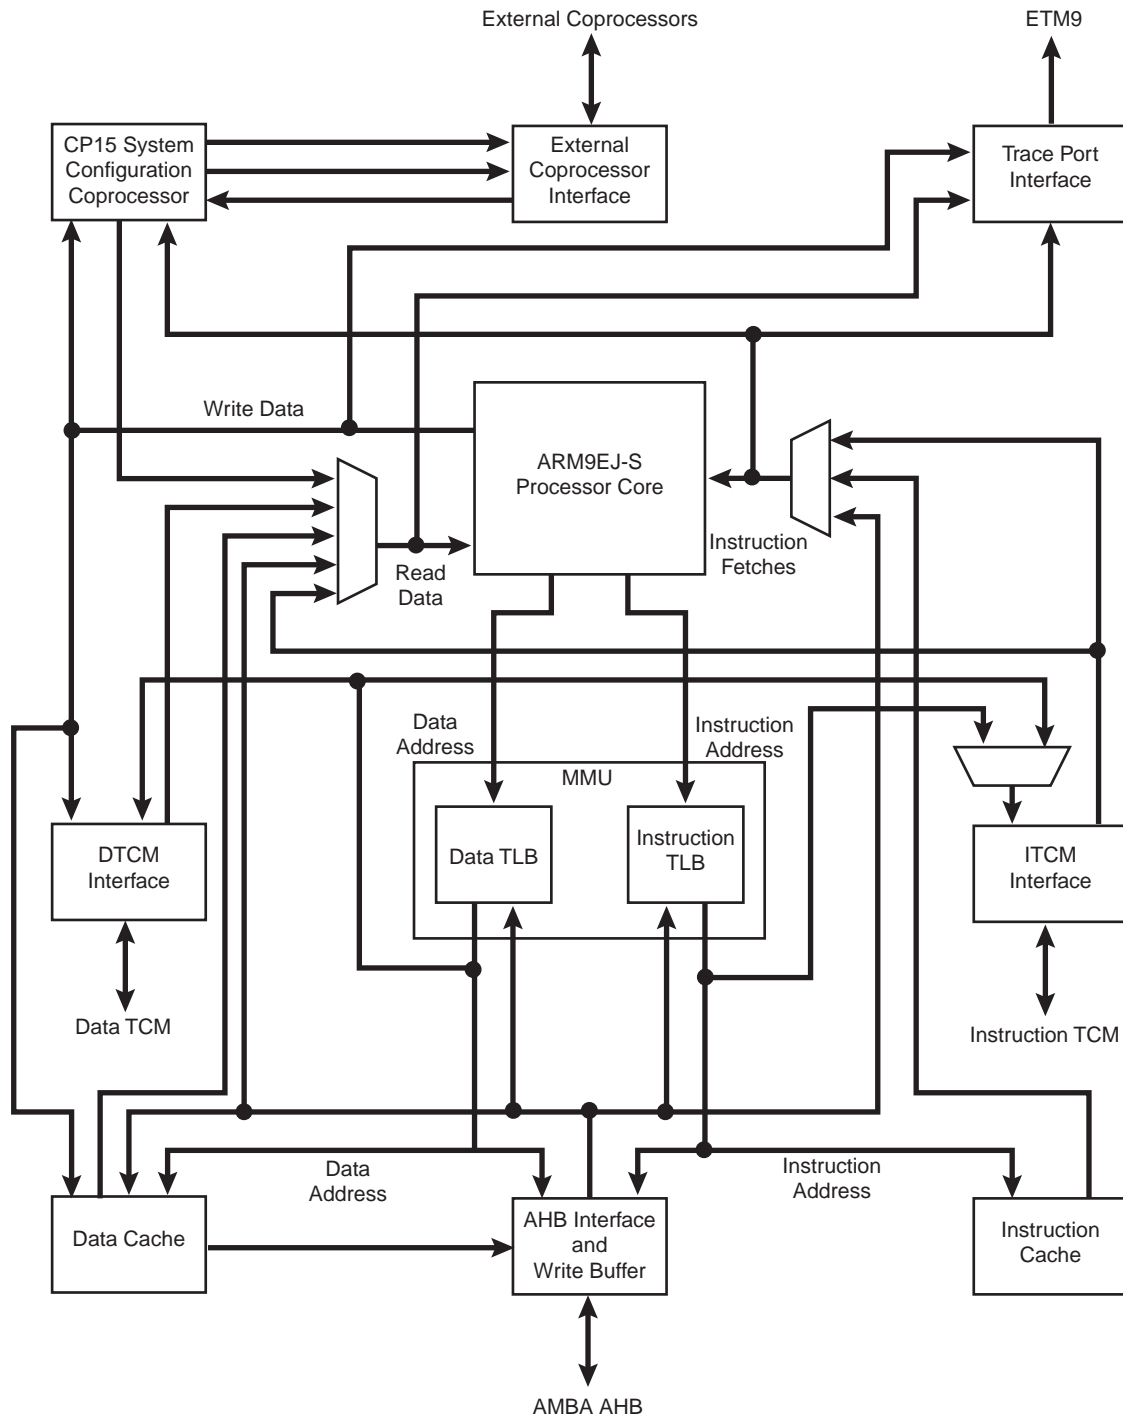 External Coprocessors
ETM9
CP15 System
Configuration
Coprocessor
External
Coprocessor
Interface
Trace Port
Interface
Write Data
ARM9EJ-S
Processor Core
Instruction
Fetches
Read
Data
Data
Address
Instruction
Address
MMU
DTCM
Interface
Data TLB
Instruction
TLB
ITCM
Interface
Data TCM
Instruction TCM
Data
Address
Instruction
Address
Data Cache
AHB Interface
and
Write Buffer
Instruction
Cache
AMBA AHB